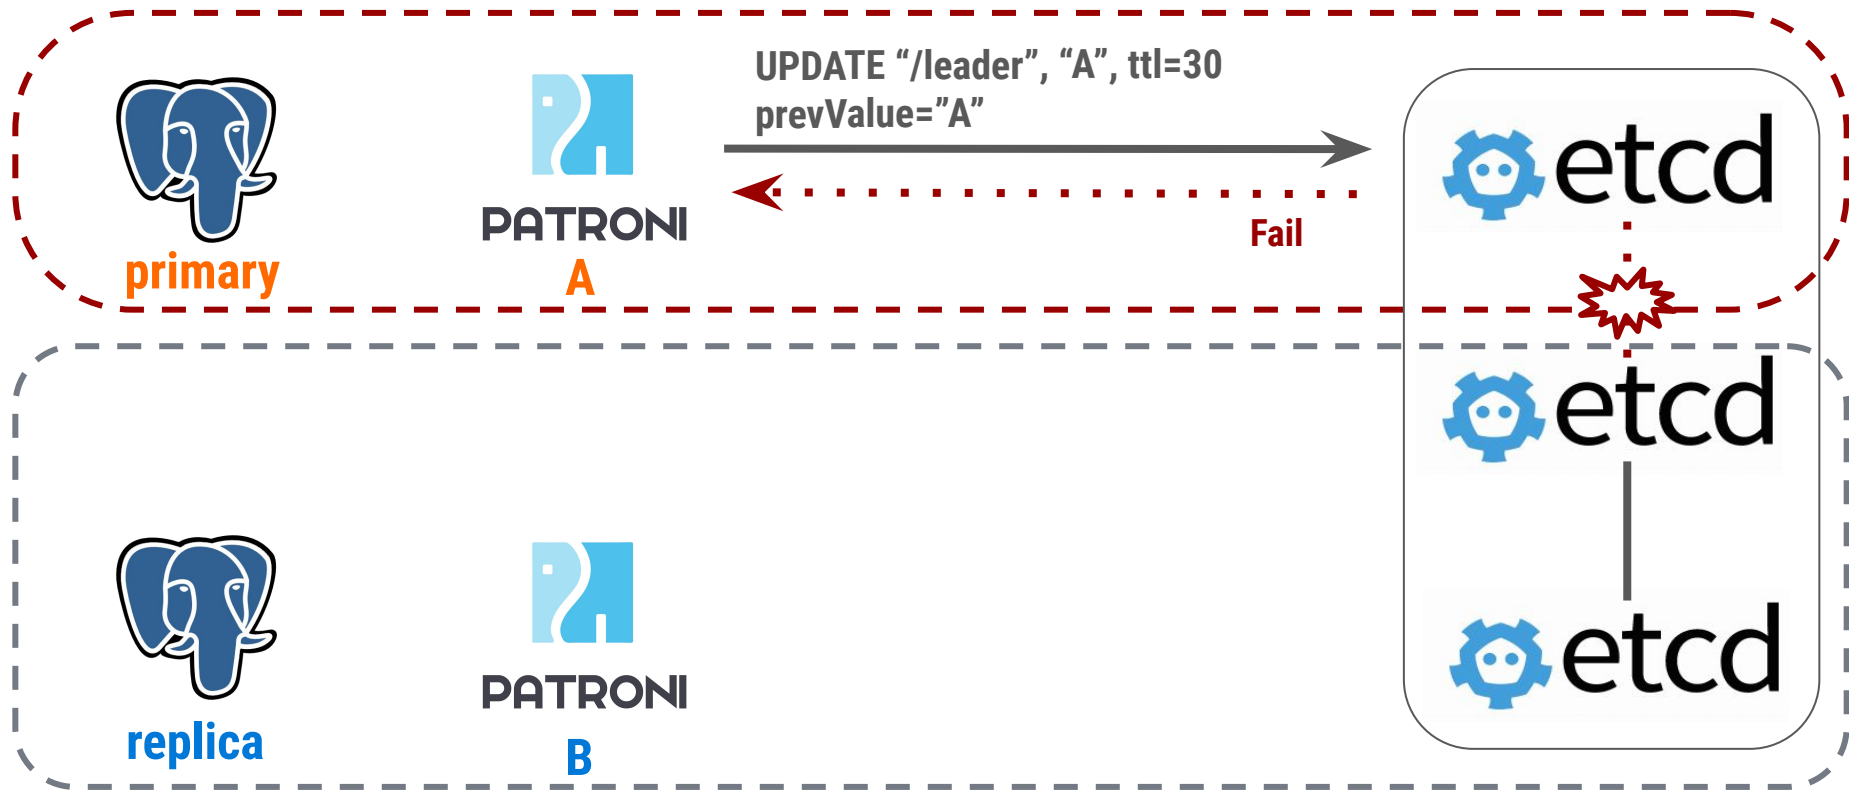 UPDATE “/leader”, “A”, ttl=30
prevValue=”A”
etcd
PATRONI
Fail
primary
A
etcd
etcd
PATRONI
replica
B